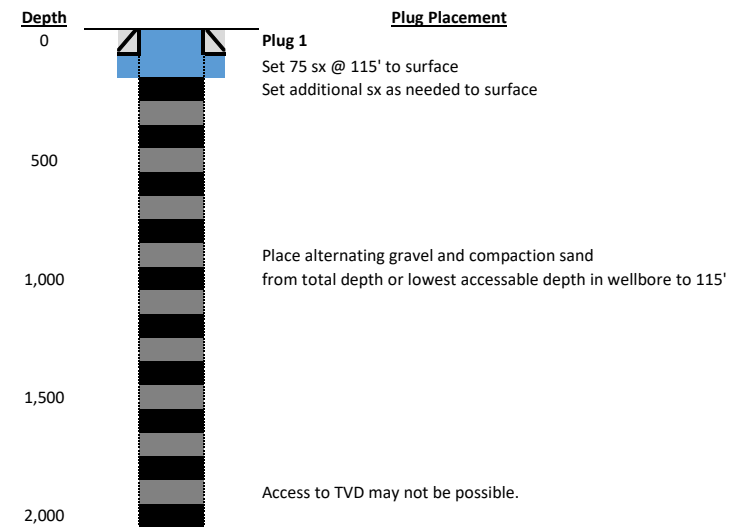 Depth Plug Placement
0 Plug 1
Set 75 sx @ 115' to surface
Set additional sx as needed to surface
500
Place alternating gravel and compaction sand
1,000 from total depth or lowest accessable depth in wellbore to 115'
1,500
Access to TVD may not be possible.
2,000